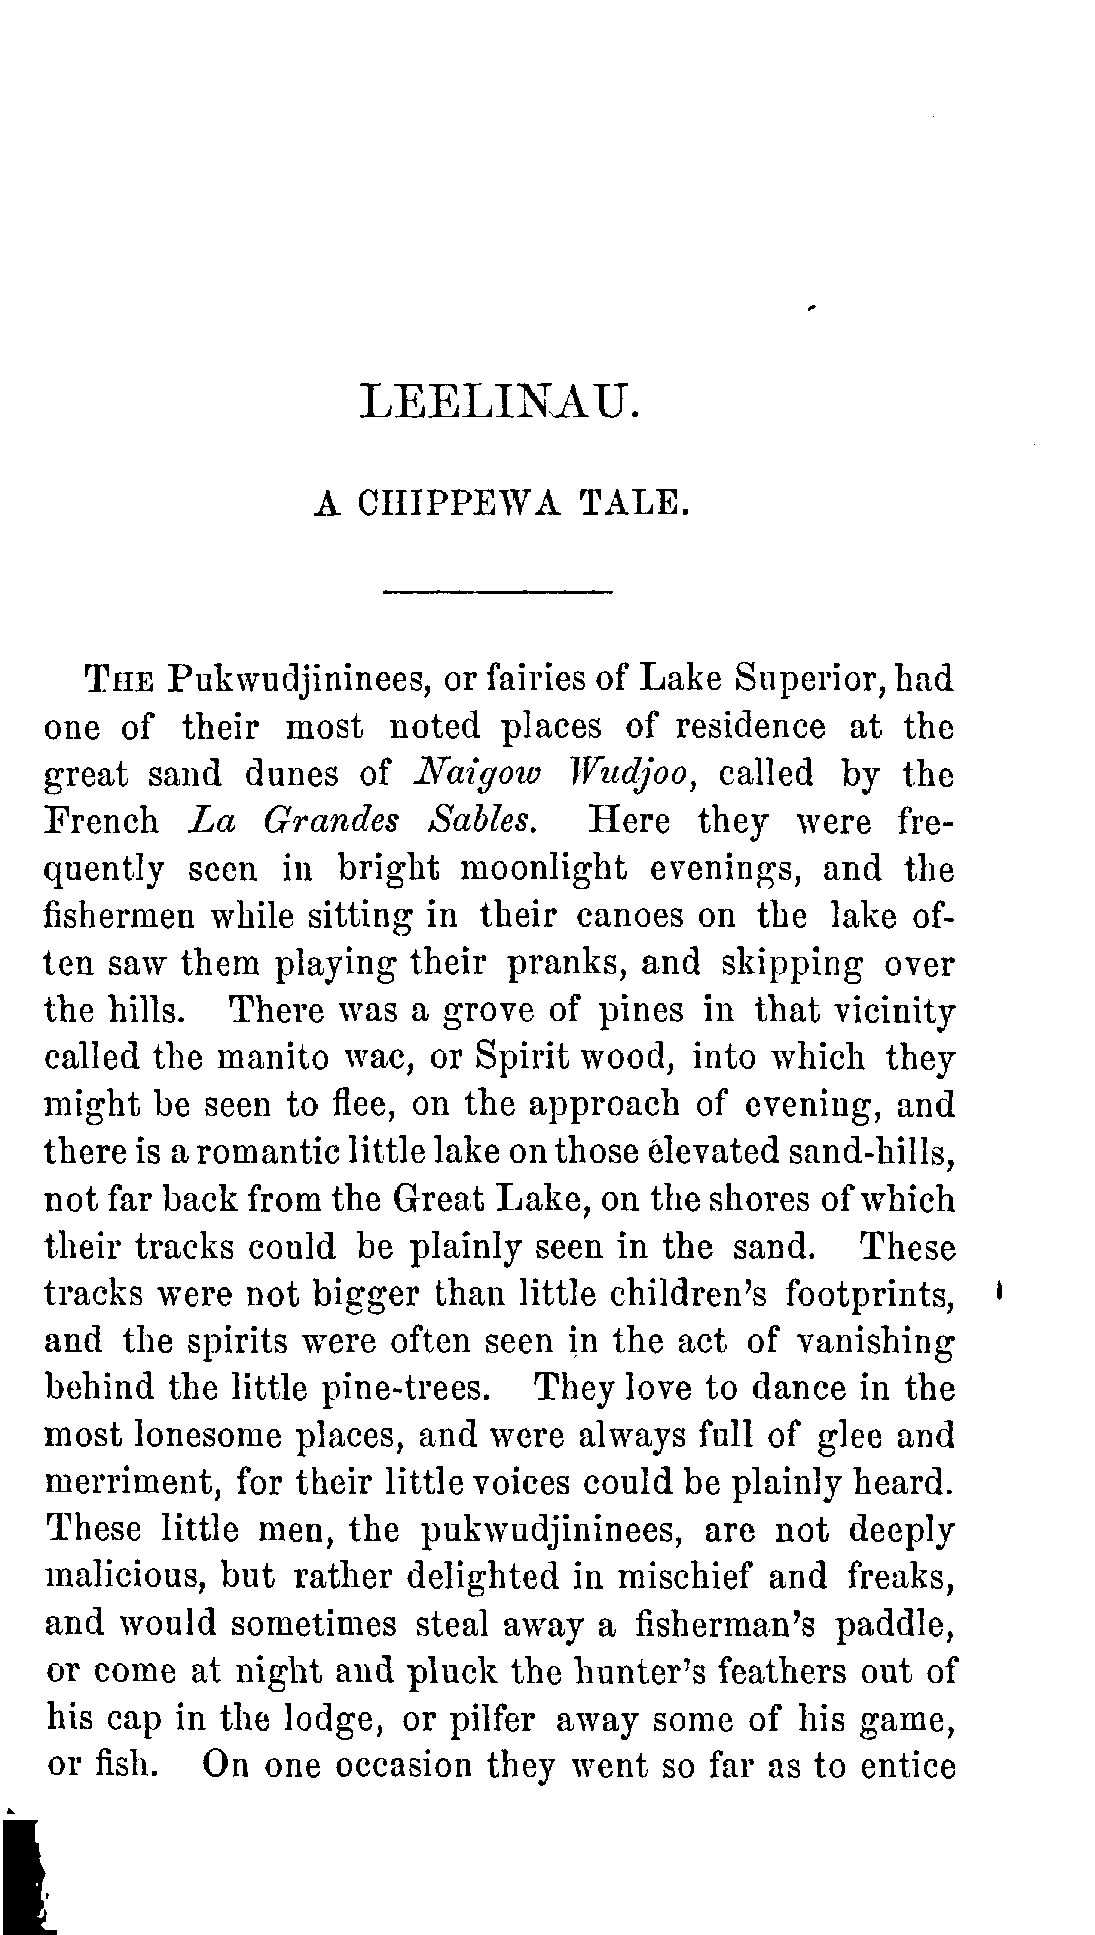 LEELINAU.
A CHIPPEWA TALE.
THE Pukwudjininees, or fairies of Lake Superior, had
one of their most noted places of residence at the
great sand dunes of Naigow Wudjoo, called by the
French La Grandes Sables. Here they were fre-
quently seen in bright moonlight evenings, and the
fishermen while sitting in their canoes on the lake of-
ten saw them playing their pranks, and skipping over
the hills. There was a grove of pines in that vicinity
called the manito wac, or Spirit wood, into which they
might be seen to flee, on the approach of evening, and
there is a romantic little lake on those elevated sand-hills,
not far back from the Great Lake, on the shores of which
their tracks could be plainly seen in the sand. These
tracks were not bigger than little children's footprints,
and the spirits were often seen in the act of vanishing
behind the little pine-trees. They love to dance in the
most lonesome places, and were always full of glee and
merriment, for their little voices could be plainly heard.
These little men, the pukwudjininees, are not deeply
malicious, but rather delighted in mischief and freaks,
and would sometimes steal away a fisherman's paddle,
or come at night and pluck the hunter's feathers out of
his cap in the lodge, or pilfer away some of his game,
or fish. On one occasion they went so far as to entice